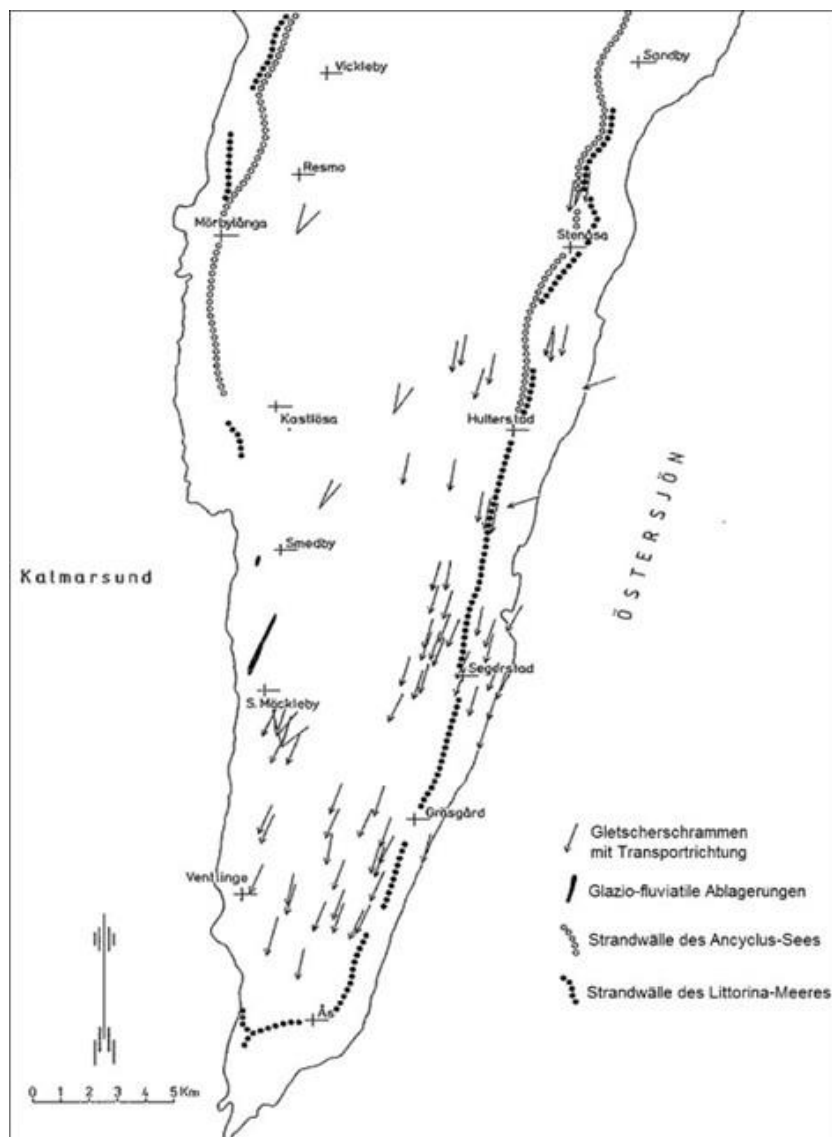 Sandby
Vickleby
Resmo
Mörbylånga
Stenåsa
Kastlösa
Hulterstad
Smedby
Kalmarsund
ÖSTERSJÖN
Segerstad
S. Möckleby
Gräsgård
Ventlinge
Ås
Gletscherschrammen
mit Transportrichtung
Glazio-fluviatile Ablagerungen
Strandwälle des Ancyclus-Sees
Strandwälle des Littorina-Meeres
0 1 2 3 4 5 Km